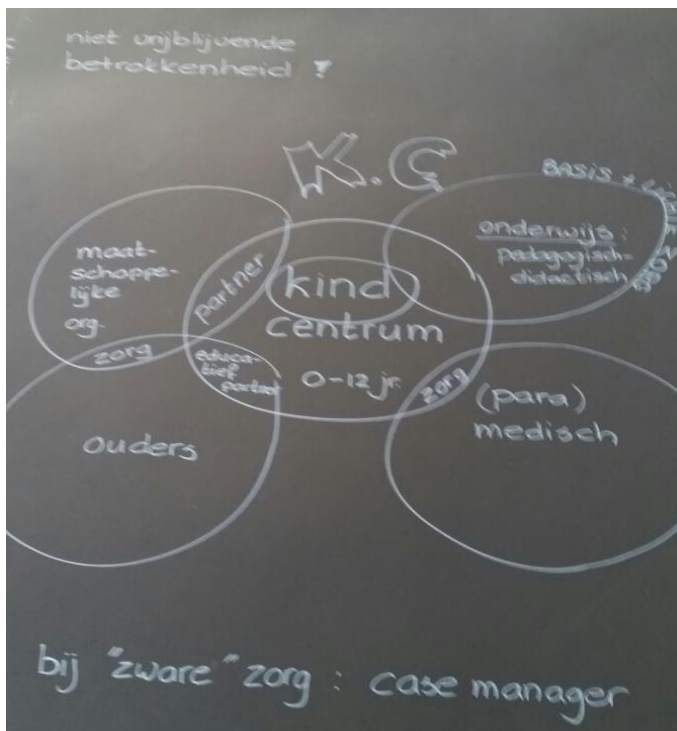 niet vrijblijvende
betrokkenheid !
K.C
BASIS +
maat-
schappe-
lijke
org.
partner
kind
centrum
0-12 jr.
onderwijs:
pedagogisch-
didactisch
zorg
educa-
tief
partner
zorg
(para)
medisch
ouders
bij "zware" zorg : case manager